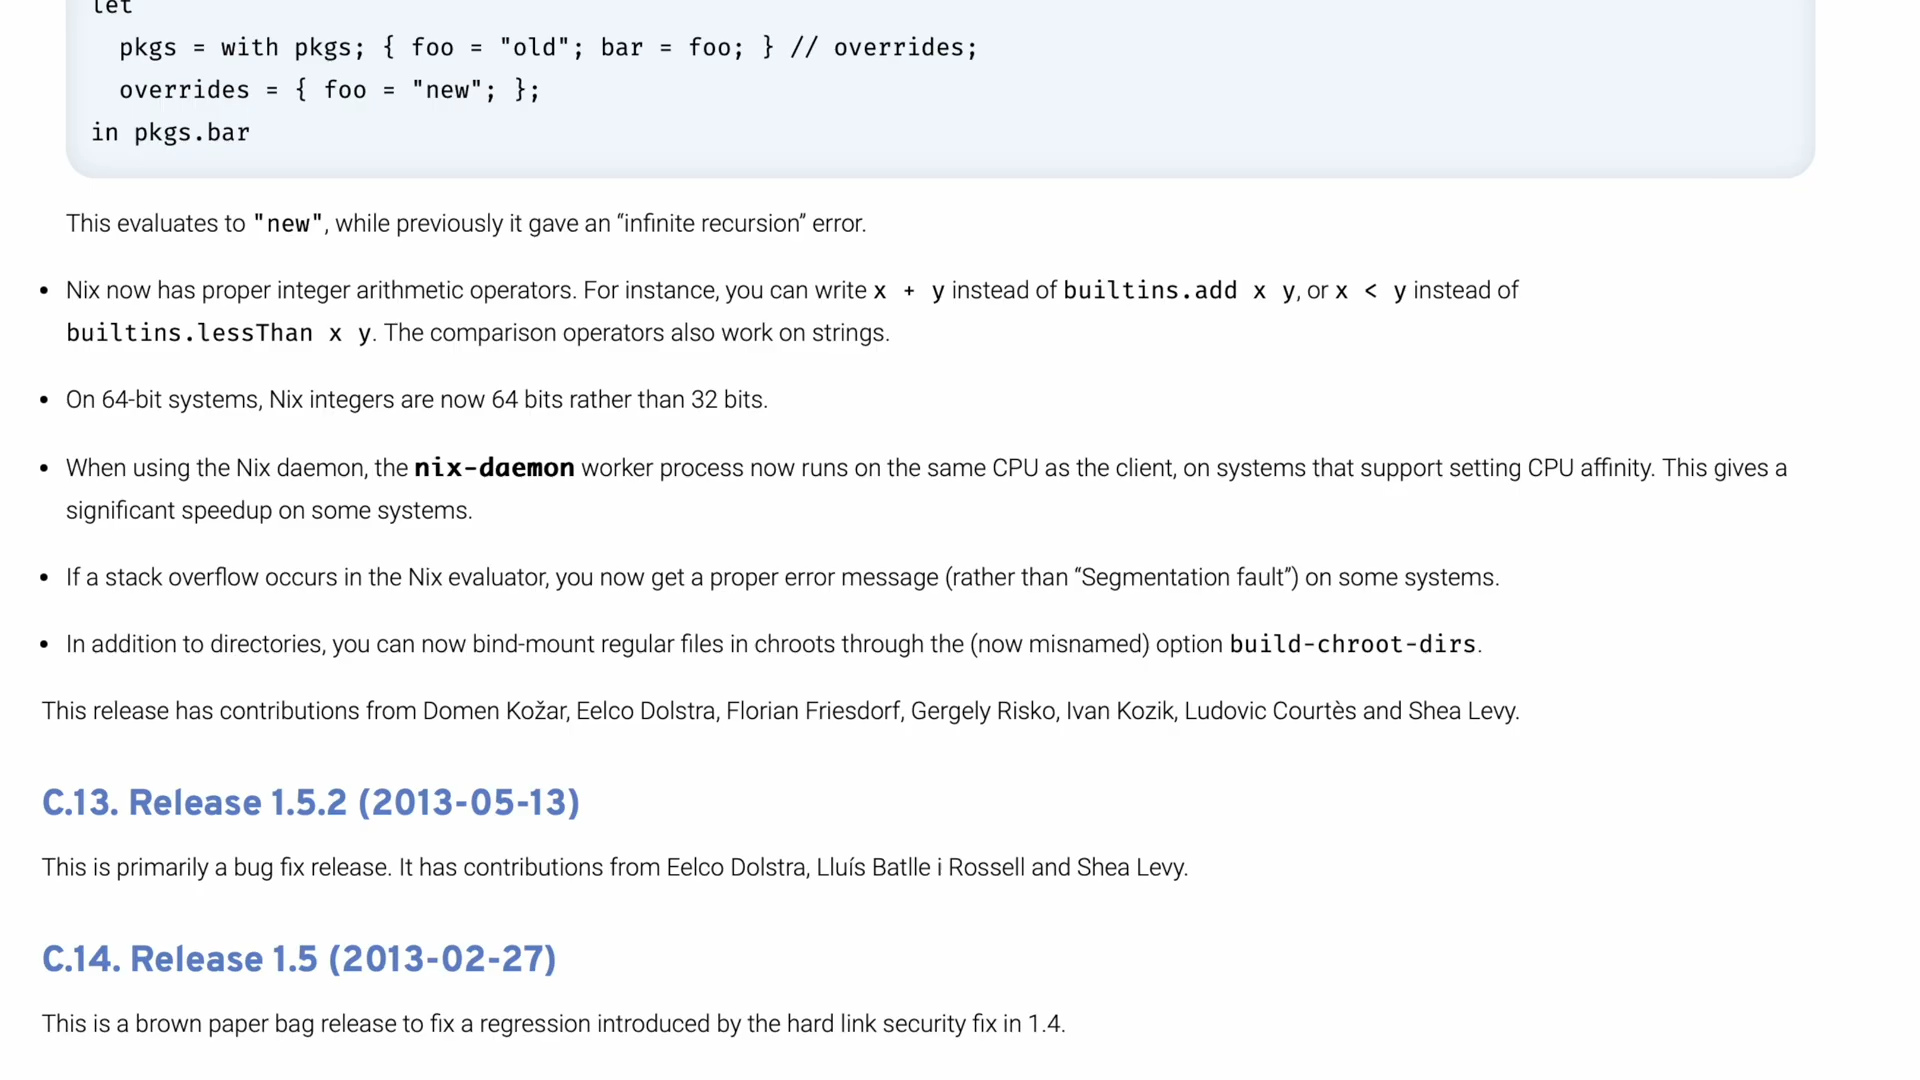 let
pkgs = with pkgs; { foo = "old"; bar = foo; } // overrides;
overrides = { foo = "new"; };
in pkgs.bar
This evaluates to "new", while previously it gave an “infinite recursion” error.
• Nix now has proper integer arithmetic operators. For instance, you can write x + y instead of builtins.add x y, or x < y instead of
builtins.lessThan x y. The comparison operators also work on strings.
• On 64-bit systems, Nix integers are now 64 bits rather than 32 bits.
• When using the Nix daemon, the nix-daemon worker process now runs on the same CPU as the client, on systems that support setting CPU affinity. This gives a
significant speedup on some systems.
• If a stack overflow occurs in the Nix evaluator, you now get a proper error message (rather than “Segmentation fault”) on some systems.
• In addition to directories, you can now bind-mount regular files in chroots through the (now misnamed) option build-chroot-dirs.
This release has contributions from Domen Kožar, Eelco Dolstra, Florian Friesdorf, Gergely Risko, Ivan Kozik, Ludovic Courtès and Shea Levy.
C.13. Release 1.5.2 (2013-05-13)
This is primarily a bug fix release. It has contributions from Eelco Dolstra, Lluís Batlle i Rossell and Shea Levy.
C.14. Release 1.5 (2013-02-27)
This is a brown paper bag release to fix a regression introduced by the hard link security fix in 1.4.